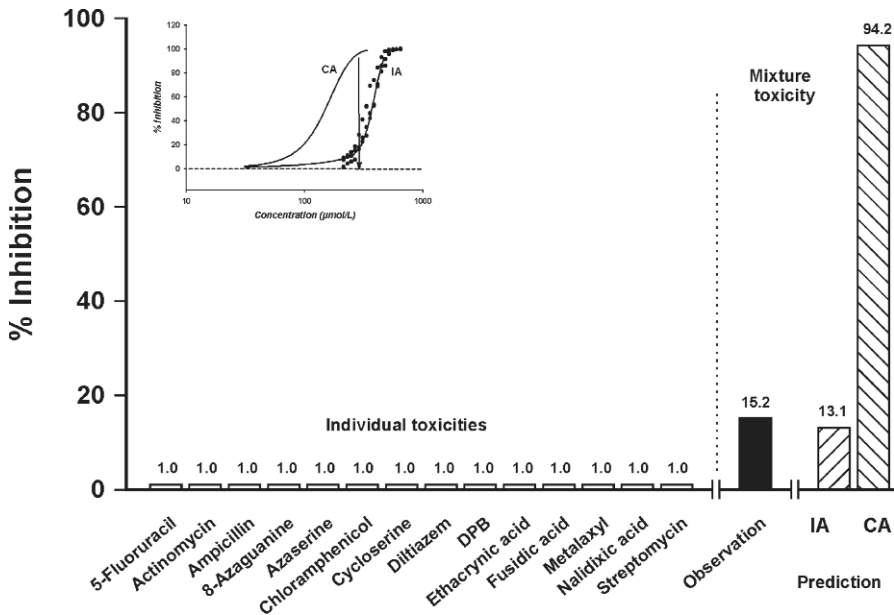 100
94.2
120
100
CA
IA
80
60
40
20
0
% Inhibition
10
100
1000
Concentration (µmol/L)
Mixture
toxicity
80
60
40
20
0
% Inhibition
Individual toxicities
15.2
13.1
1.0 1.0 1.0 1.0 1.0 1.0 1.0 1.0 1.0 1.0 1.0 1.0 1.0 1.0
5-Fluoruracil
Actinomycin
Ampicillin
8-Azaguanine
Azaserine
Chloramphenicol
Cycloserine
Diltiazem
DPB
Ethacrynic acid
Fusidic acid
Metalaxyl
Nalidixic acid
Streptomycin
Observation
IA
CA
Prediction